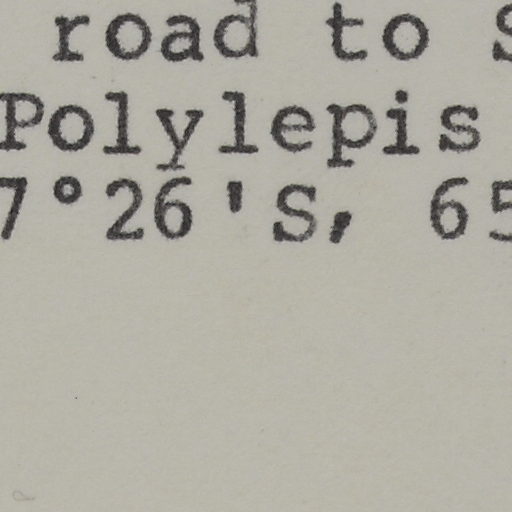 road to S
Polylepis
7°26'S, 65